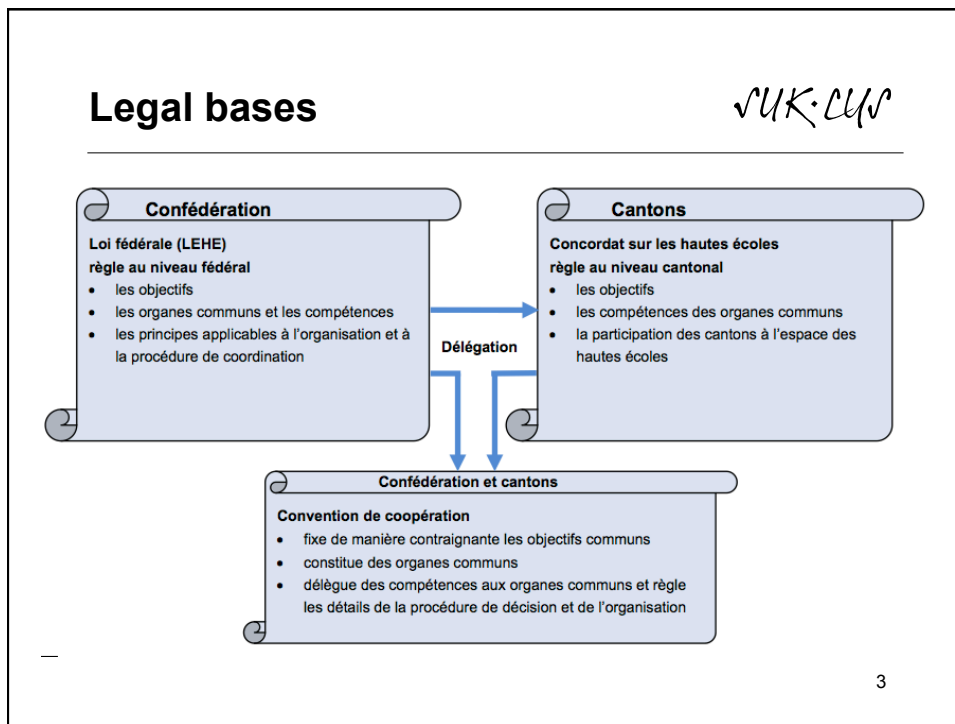 Legal bases
SUK·CUS
Confédération
Loi fédérale (LEHE)
règle au niveau fédéral
• les objectifs
• les organes communs et les compétences
• les principes applicables à l'organisation et à
la procédure de coordination
Délégation
Cantons
Concordat sur les hautes écoles
règle au niveau cantonal
• les objectifs
• les compétences des organes communs
• la participation des cantons à l'espace des
hautes écoles
Confédération et cantons
Convention de coopération
• fixe de manière contraignante les objectifs communs
• constitue des organes communs
• délègue des compétences aux organes communs et règle
les détails de la procédure de décision et de l'organisation
3